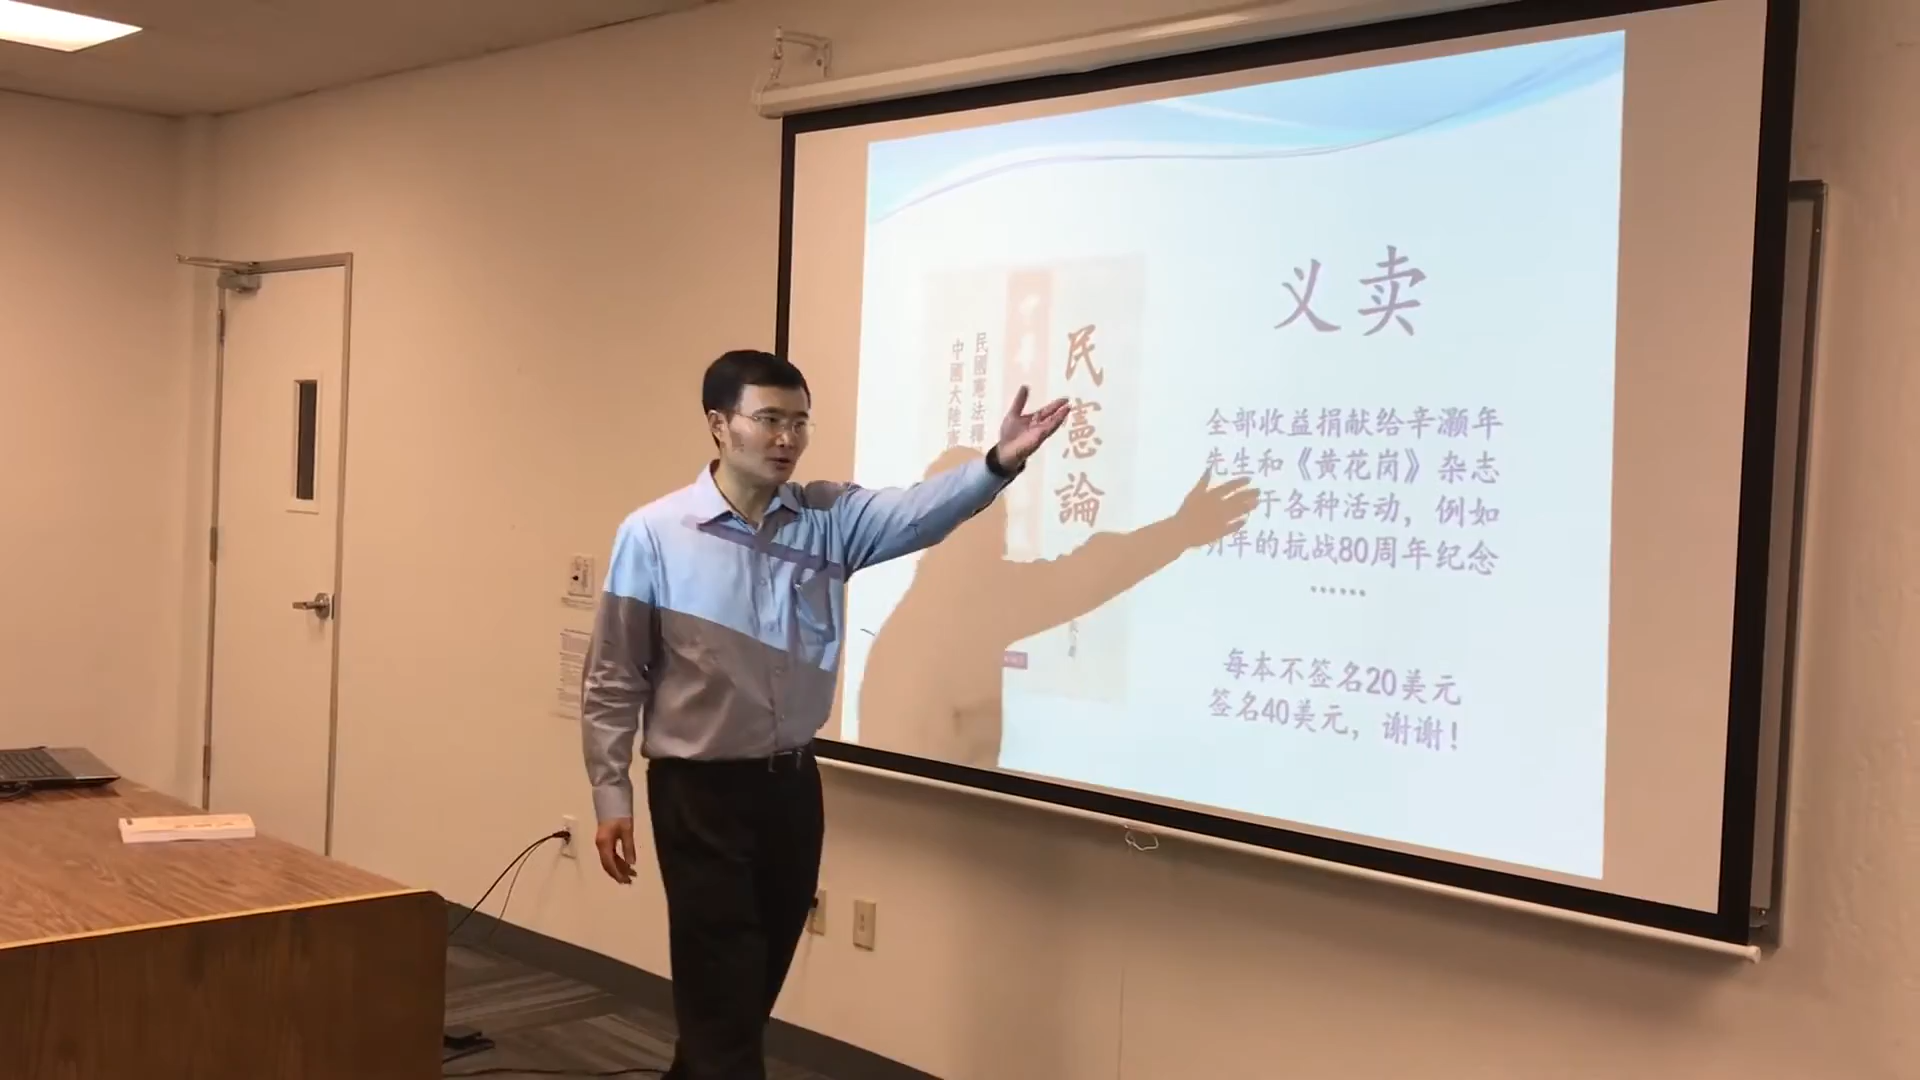 义卖
民憲論
民國憲法
中國大陸
全部收益捐献给辛灏年
先生和《黄花岗》杂志
于各种活动，例如
明年的抗战80周年纪念
……
每本不签名20美元
签名40美元，谢谢！